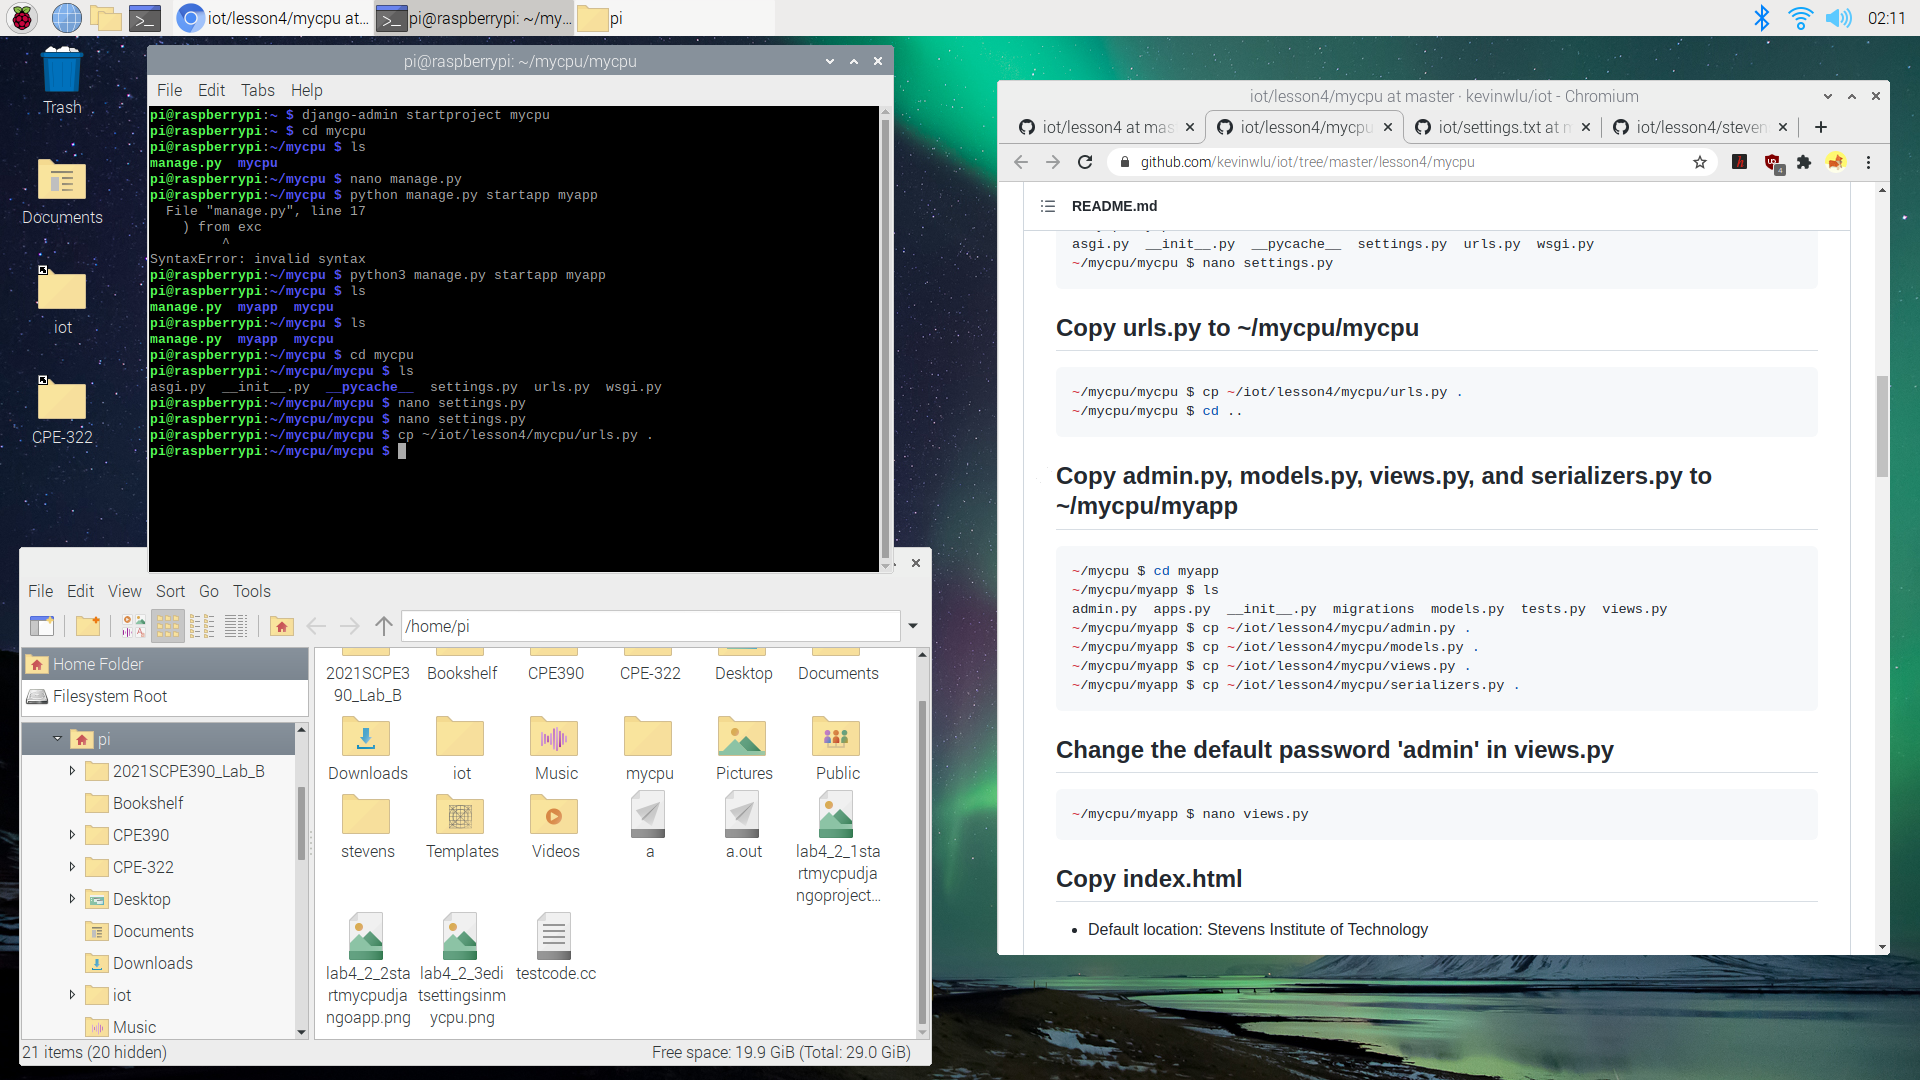 iot/lesson4/mycpu at...
pi@raspberrypi: ~/my...
pi
02:11
Trash
Documents
iot
CPE-322
pi@raspberrypi: ~/mycpu/mycpu
File Edit Tabs Help
pi@raspberrypi:~ $ django-admin startproject mycpu
pi@raspberrypi:~ $ cd mycpu
pi@raspberrypi:~/mycpu $ ls
manage.py  mycpu
pi@raspberrypi:~/mycpu $ nano manage.py
pi@raspberrypi:~/mycpu $ python manage.py startapp myapp
  File "manage.py", line 17
    ) from exc
         ^
SyntaxError: invalid syntax
pi@raspberrypi:~/mycpu $ python3 manage.py startapp myapp
pi@raspberrypi:~/mycpu $ ls
manage.py  myapp  mycpu
pi@raspberrypi:~/mycpu $ ls
manage.py  myapp  mycpu
pi@raspberrypi:~/mycpu $ cd mycpu
pi@raspberrypi:~/mycpu/mycpu $ ls
asgi.py  __init__.py  __pycache__  settings.py  urls.py  wsgi.py
pi@raspberrypi:~/mycpu/mycpu $ nano settings.py
pi@raspberrypi:~/mycpu/mycpu $ nano settings.py
pi@raspberrypi:~/mycpu/mycpu $ cp ~/iot/lesson4/mycpu/urls.py .
pi@raspberrypi:~/mycpu/mycpu $
File Edit View Sort Go Tools
/home/pi
Home Folder
Filesystem Root
pi
2021SCPE390_Lab_B
Bookshelf
CPE390
CPE-322
Desktop
Documents
Downloads
iot
Music
2021SCPE3
90_Lab_B
Bookshelf
CPE390
CPE-322
Desktop
Documents
Downloads
iot
Music
mycpu
Pictures
Public
stevens
Templates
Videos
a
a.out
lab4_2_1sta
rtmycpudja
ngoproject...
lab4_2_2sta
rtmycpudja
ngoapp.png
lab4_2_3edi
tsettingsinm
ycpu.png
testcode.cc
21 items (20 hidden)
Free space: 19.9 GiB (Total: 29.0 GiB)
iot/lesson4/mycpu at master · kevinwlu/iot - Chromium
iot/lesson4 at mas
iot/lesson4/mycpu
iot/settings.txt at m
iot/lesson4/steven
github.com/kevinwlu/iot/tree/master/lesson4/mycpu
4
README.md
asgi.py  __init__.py  __pycache__  settings.py  urls.py  wsgi.py
~/mycpu/mycpu $ nano settings.py
Copy urls.py to ~/mycpu/mycpu
~/mycpu/mycpu $ cp ~/iot/lesson4/mycpu/urls.py .
~/mycpu/mycpu $ cd ..
Copy admin.py, models.py, views.py, and serializers.py to
~/mycpu/myapp
~/mycpu $ cd myapp
~/mycpu/myapp $ ls
admin.py  apps.py  __init__.py  migrations  models.py  tests.py  views.py
~/mycpu/myapp $ cp ~/iot/lesson4/mycpu/admin.py .
~/mycpu/myapp $ cp ~/iot/lesson4/mycpu/models.py .
~/mycpu/myapp $ cp ~/iot/lesson4/mycpu/views.py .
~/mycpu/myapp $ cp ~/iot/lesson4/mycpu/serializers.py .
Change the default password 'admin' in views.py
~/mycpu/myapp $ nano views.py
Copy index.html
• Default location: Stevens Institute of Technology